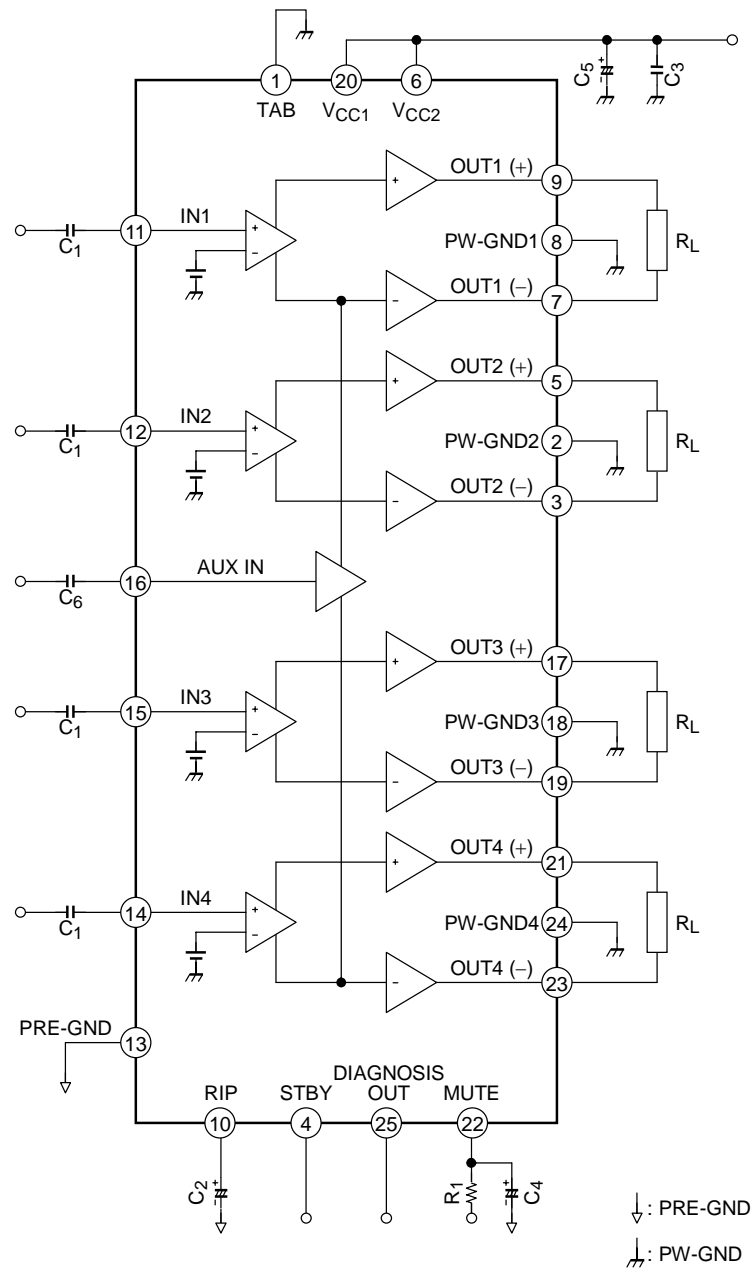 1 20 6
TAB VCC1 VCC2
C5 C3
OUT1 (+) 9
IN1 11 C1
PW-GND1 8 RL
OUT1 (−) 7
OUT2 (+) 5
IN2 12 C1
PW-GND2 2 RL
OUT2 (−) 3
AUX IN 16 C6
OUT3 (+) 17
IN3 15 C1
PW-GND3 18 RL
OUT3 (−) 19
OUT4 (+) 21
IN4 14 C1
PW-GND4 24 RL
OUT4 (−) 23
PRE-GND 13
DIAGNOSIS
RIP STBY OUT MUTE
10 4 25 22
C2 R1 C4
: PRE-GND
: PW-GND